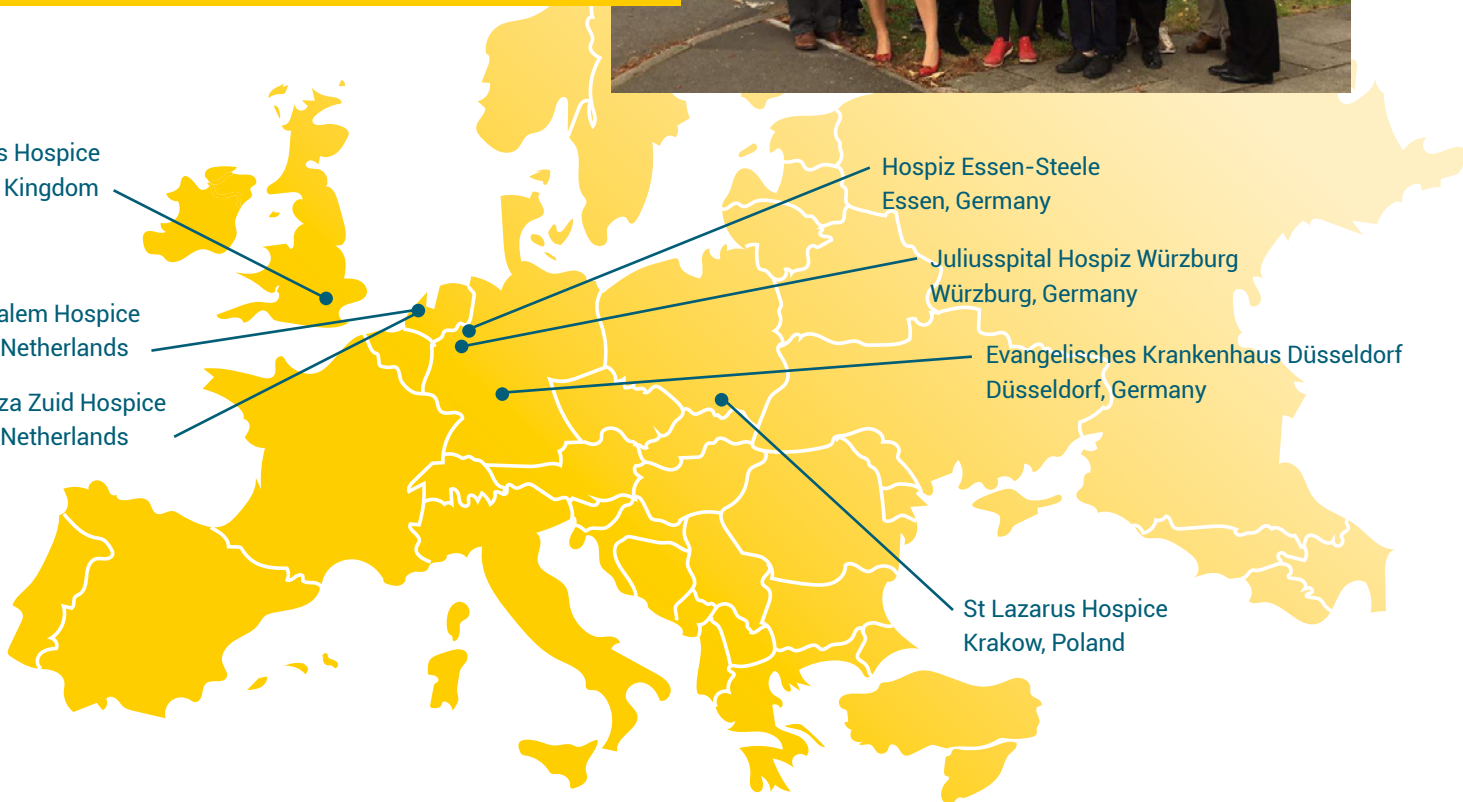 s Hospice
Kingdom
alem Hospice
Netherlands
za Zuid Hospice
Netherlands
Hospiz Essen-Steele
Essen, Germany
Juliusspital Hospiz Würzburg
Würzburg, Germany
Evangelisches Krankenhaus Düsseldorf
Düsseldorf, Germany
St Lazarus Hospice
Krakow, Poland